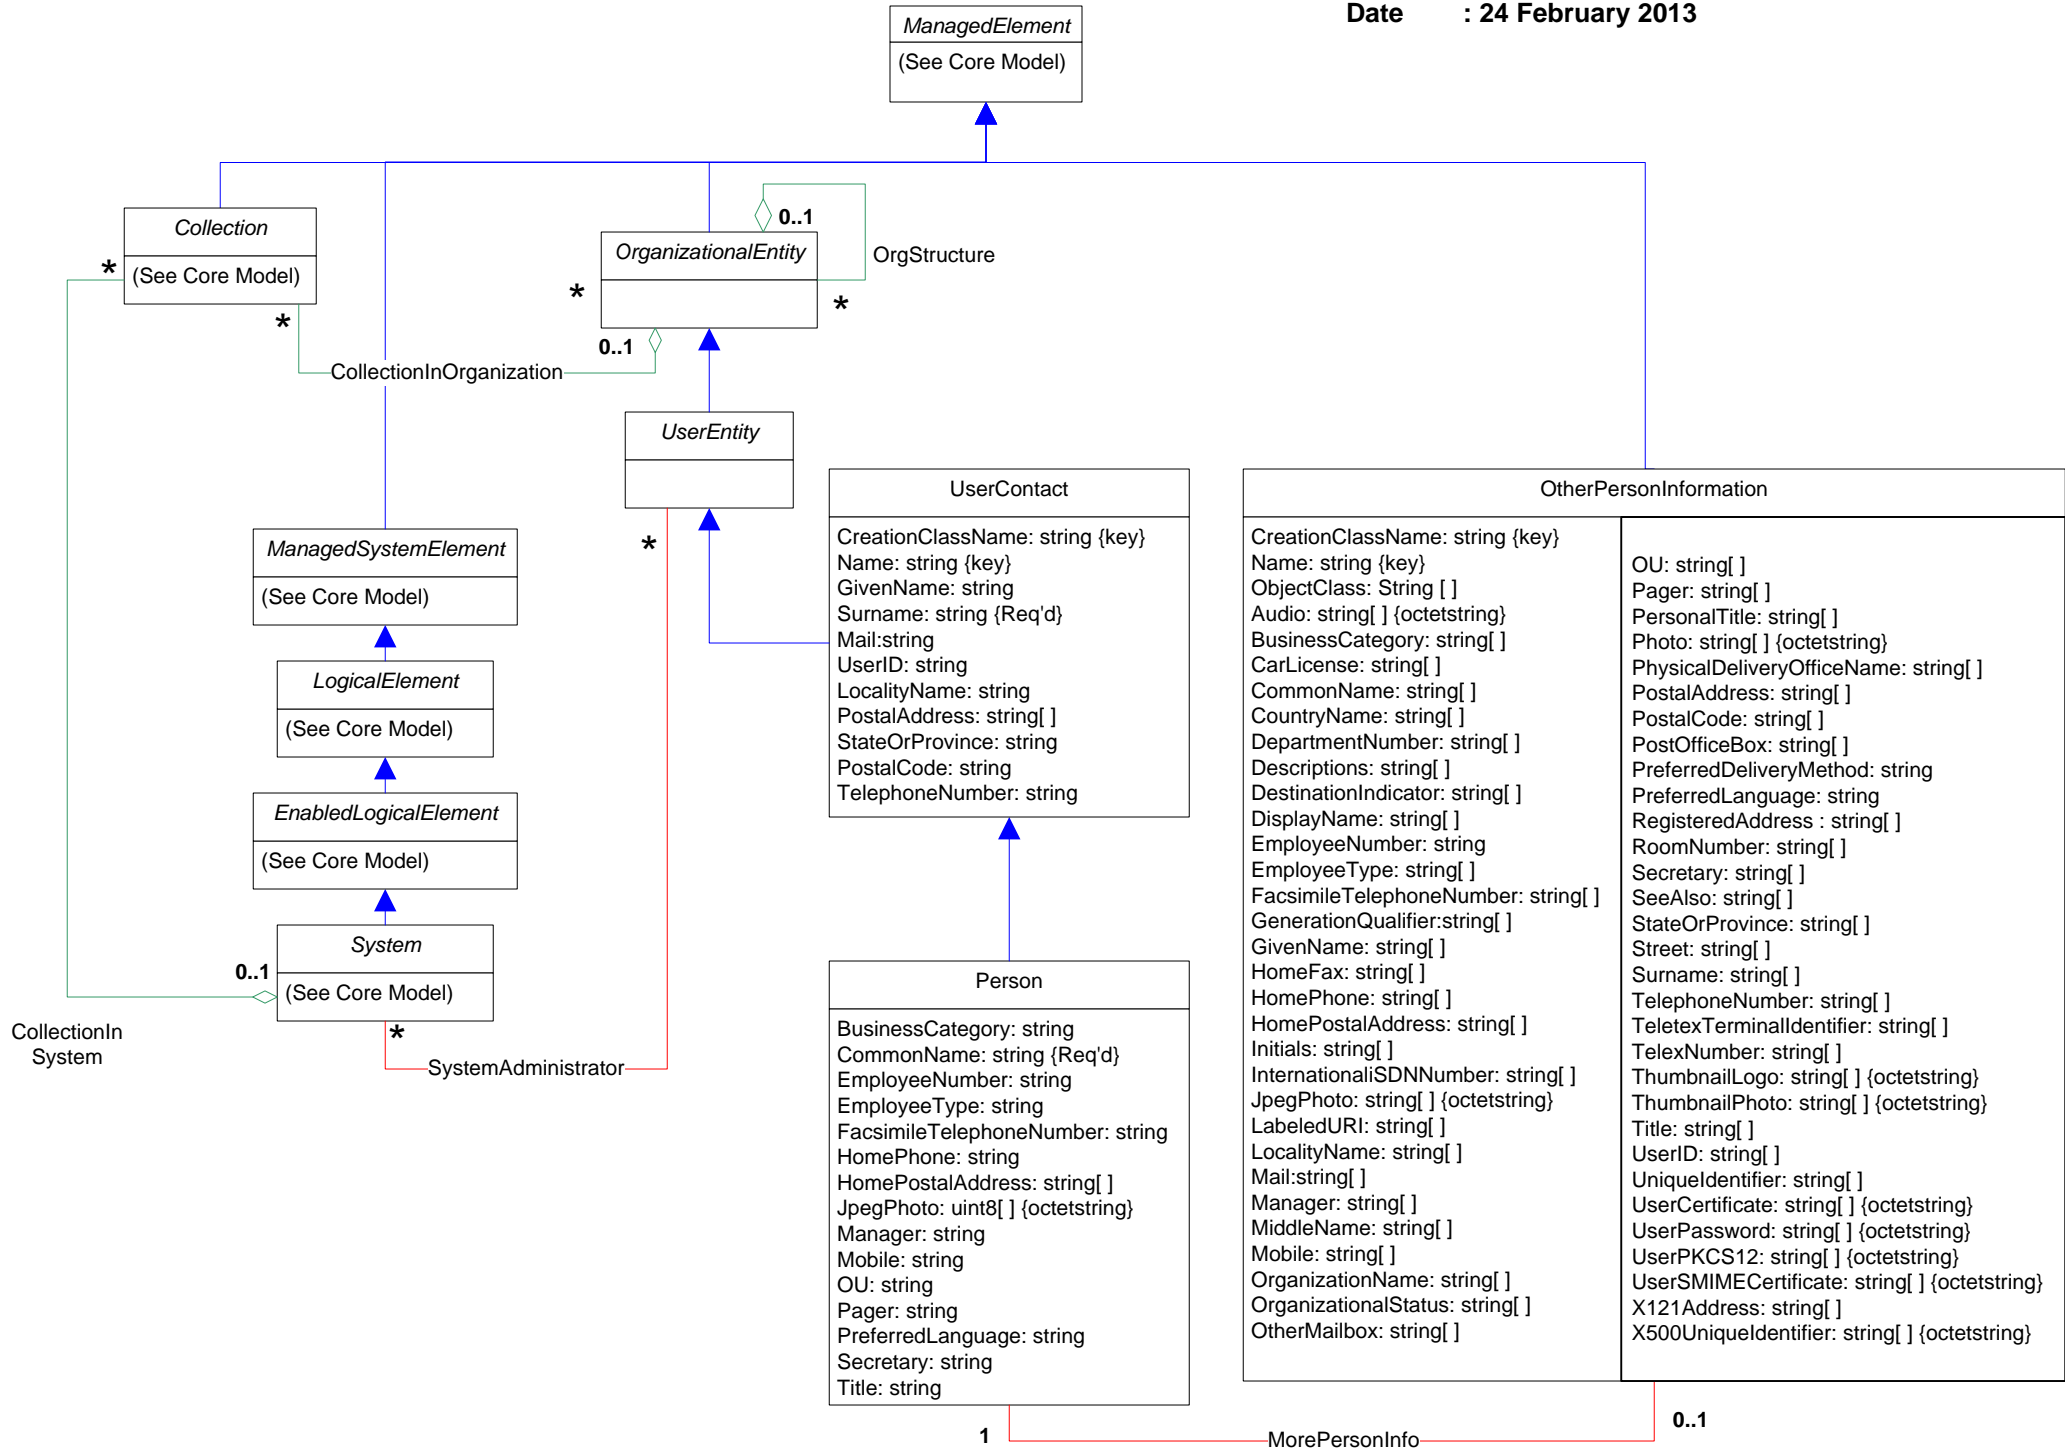 Date : 24 February 2013
ManagedElement
(See Core Model)
Collection
(See Core Model)
*
*
0..1
OrganizationalEntity
OrgStructure
*
*
0..1
CollectionInOrganization
UserEntity
*
ManagedSystemElement
(See Core Model)
LogicalElement
(See Core Model)
EnabledLogicalElement
(See Core Model)
System
(See Core Model)
0..1
*
CollectionIn
System
SystemAdministrator
UserContact
CreationClassName: string {key}
Name: string {key}
GivenName: string
Surname: string {Req'd}
Mail:string
UserID: string
LocalityName: string
PostalAddress: string[ ]
StateOrProvince: string
PostalCode: string
TelephoneNumber: string
Person
BusinessCategory: string
CommonName: string {Req'd}
EmployeeNumber: string
EmployeeType: string
FacsimileTelephoneNumber: string
HomePhone: string
HomePostalAddress: string[ ]
JpegPhoto: uint8[ ] {octetstring}
Manager: string
Mobile: string
OU: string
Pager: string
PreferredLanguage: string
Secretary: string
Title: string
OtherPersonInformation
CreationClassName: string {key}
Name: string {key}
ObjectClass: String [ ]
Audio: string[ ] {octetstring}
BusinessCategory: string[ ]
CarLicense: string[ ]
CommonName: string[ ]
CountryName: string[ ]
DepartmentNumber: string[ ]
Descriptions: string[ ]
DestinationIndicator: string[ ]
DisplayName: string[ ]
EmployeeNumber: string
EmployeeType: string[ ]
FacsimileTelephoneNumber: string[ ]
GenerationQualifier:string[ ]
GivenName: string[ ]
HomeFax: string[ ]
HomePhone: string[ ]
HomePostalAddress: string[ ]
Initials: string[ ]
InternationaliSDNNumber: string[ ]
JpegPhoto: string[ ] {octetstring}
LabeledURI: string[ ]
LocalityName: string[ ]
Mail:string[ ]
Manager: string[ ]
MiddleName: string[ ]
Mobile: string[ ]
OrganizationName: string[ ]
OrganizationalStatus: string[ ]
OtherMailbox: string[ ]
OU: string[ ]
Pager: string[ ]
PersonalTitle: string[ ]
Photo: string[ ] {octetstring}
PhysicalDeliveryOfficeName: string[ ]
PostalAddress: string[ ]
PostalCode: string[ ]
PostOfficeBox: string[ ]
PreferredDeliveryMethod: string
PreferredLanguage: string
RegisteredAddress : string[ ]
RoomNumber: string[ ]
Secretary: string[ ]
SeeAlso: string[ ]
StateOrProvince: string[ ]
Street: string[ ]
Surname: string[ ]
TelephoneNumber: string[ ]
TeletexTerminalIdentifier: string[ ]
TelexNumber: string[ ]
ThumbnailLogo: string[ ] {octetstring}
ThumbnailPhoto: string[ ] {octetstring}
Title: string[ ]
UserID: string[ ]
UniqueIdentifier: string[ ]
UserCertificate: string[ ] {octetstring}
UserPassword: string[ ] {octetstring}
UserPKCS12: string[ ] {octetstring}
UserSMIMECertificate: string[ ] {octetstring}
X121Address: string[ ]
X500UniqueIdentifier: string[ ] {octetstring}
1
MorePersonInfo
0..1